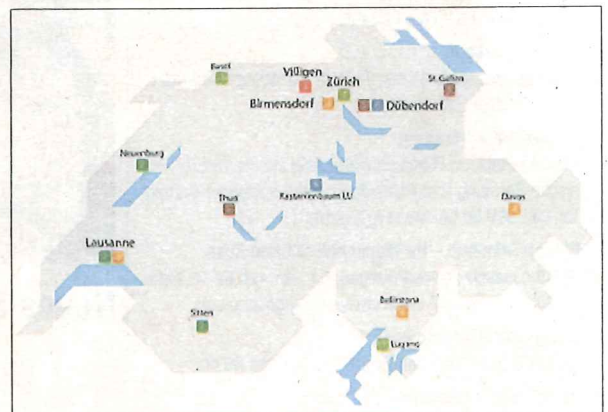 Basel
Villigen
Zürich
St. Gallen
Birmensdorf
Dübendorf
Neuenburg
Thun
Kastanienbaum LU
Davos
Lausanne
Bellinzona
Sitten
Lugano